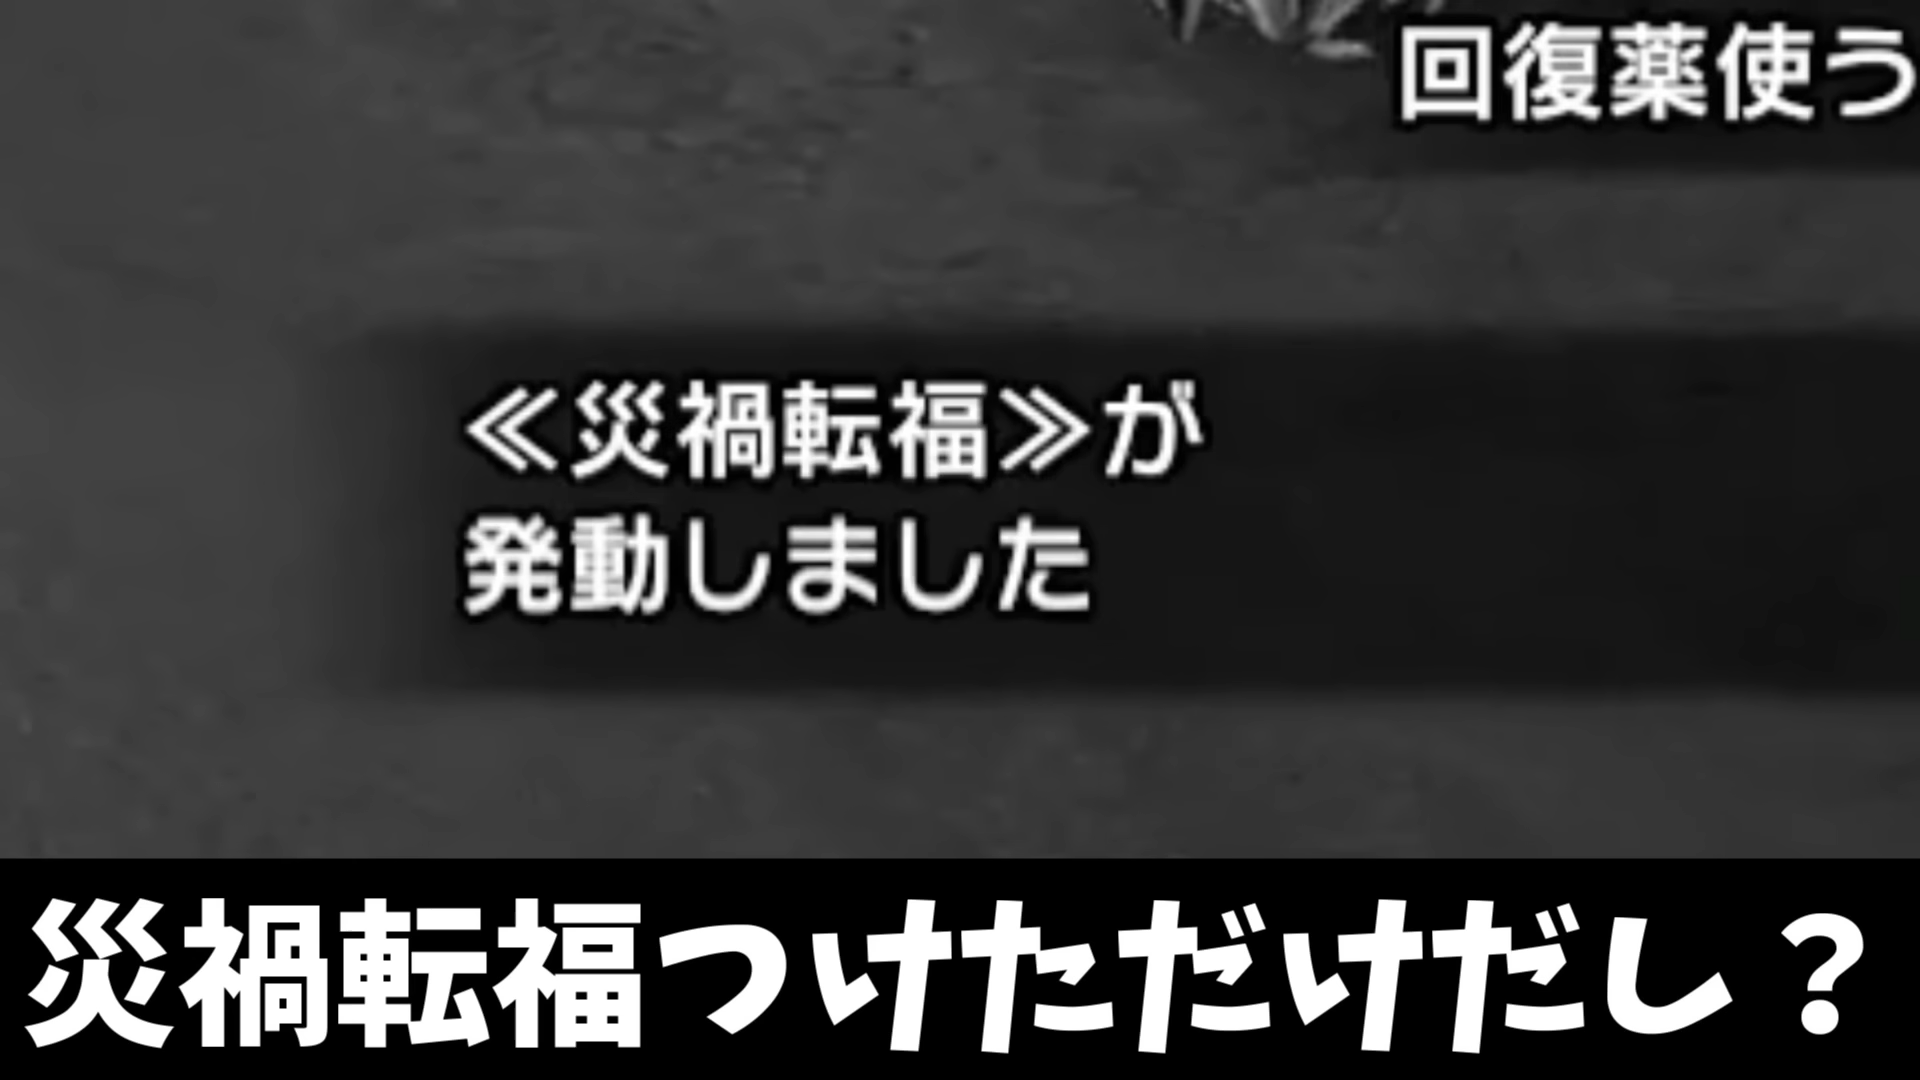 回復薬使う
≪災禍転福≫が
発動しました
災禍転福つけただけだし？